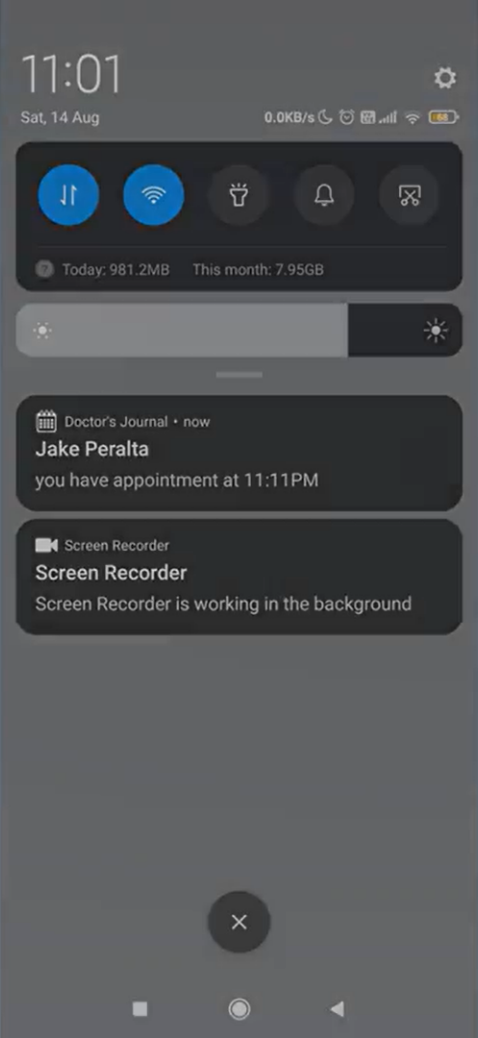 11:01
Sat, 14 Aug
0.0KB/s
68
Today: 981.2MB This month: 7.95GB
Doctor's Journal • now
Jake Peralta
you have appointment at 11:11PM
Screen Recorder
Screen Recorder
Screen Recorder is working in the background